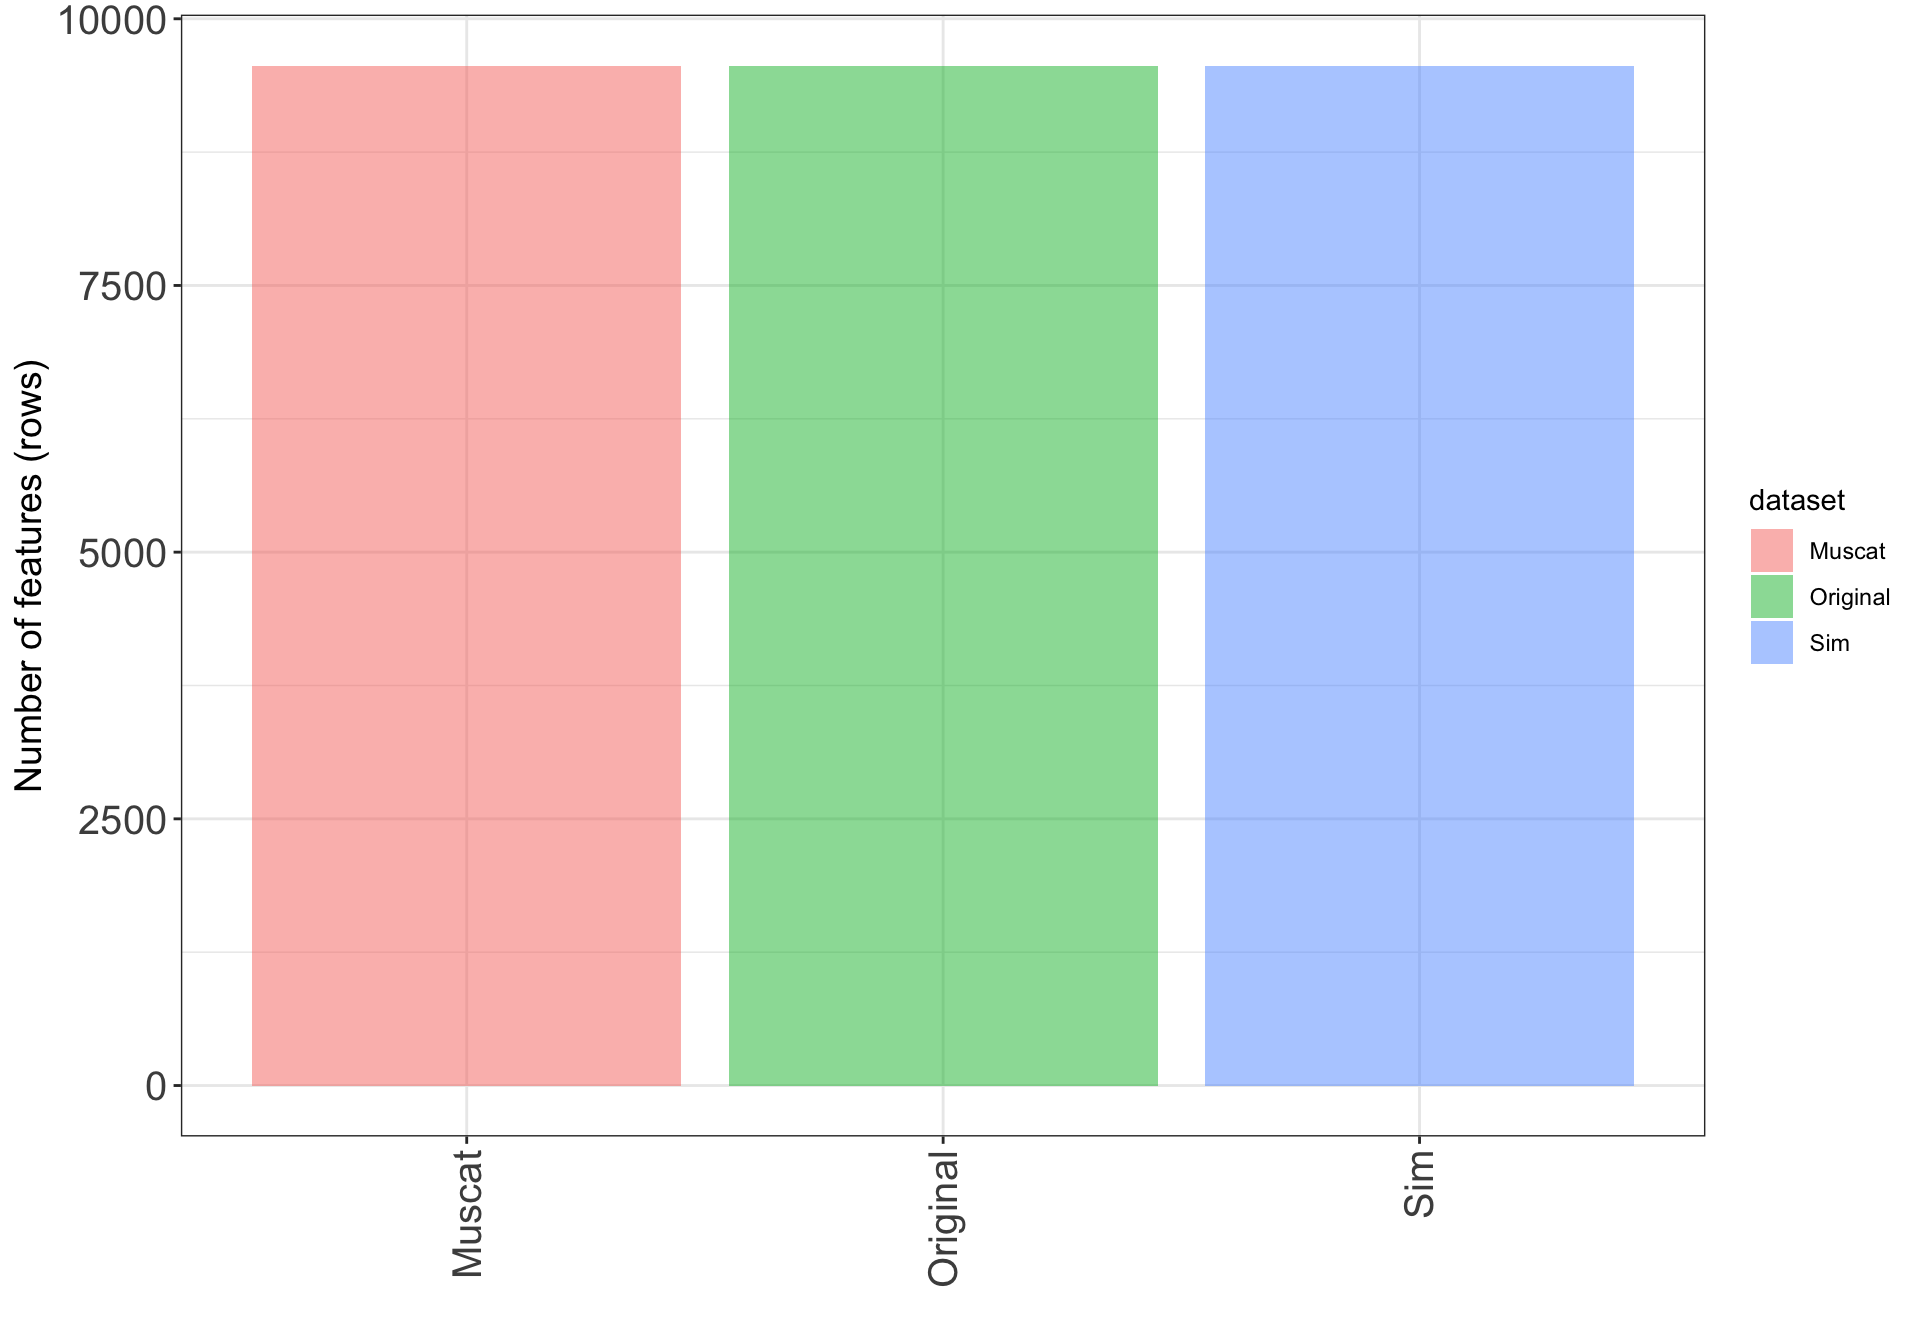 Number of features (rows)
10000
7500
5000
2500
0
Muscat
Original
Sim
dataset
Muscat
Original
Sim